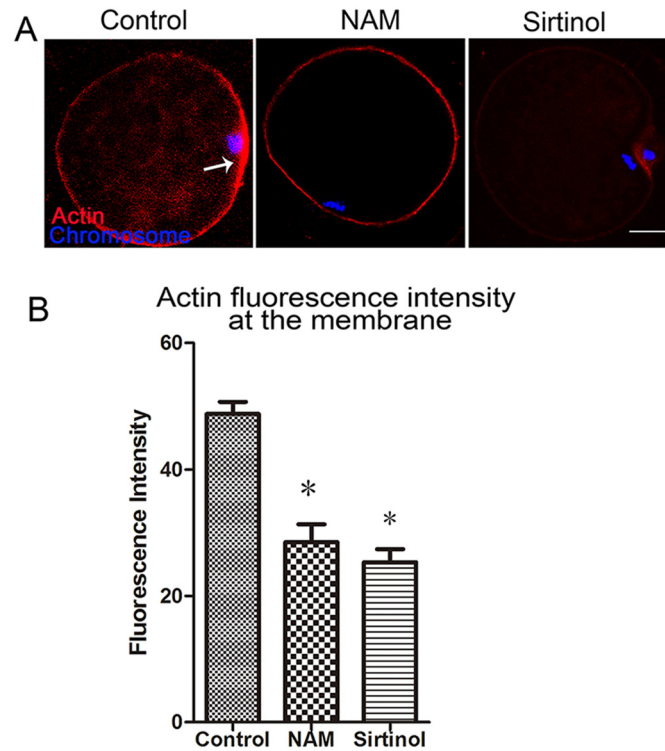 A
Control NAM Sirtinol
Actin
Chromosome
B
Actin fluorescence intensity
at the membrane
Fluorescence Intensity
60
40
20
0
*
*
Control NAM Sirtinol